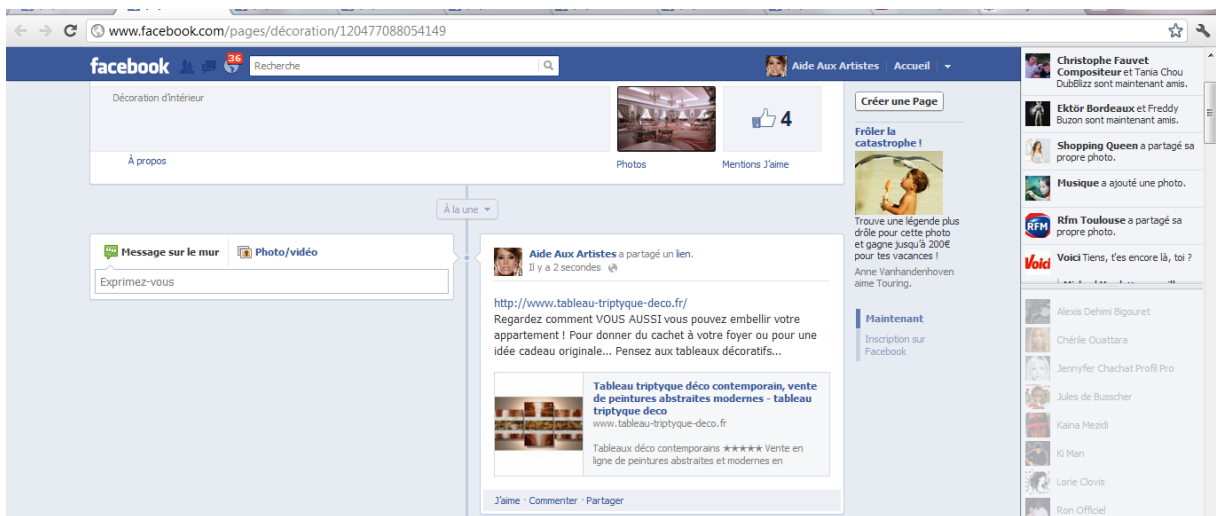 www.facebook.com/pages/décoration/120477088054149
facebook
36
Recherche
Aide Aux Artistes
Accueil
Décoration d'intérieur
À propos
Photos
4
Mentions J'aime
À la une
Message sur le mur
Photo/vidéo
Exprimez-vous
Aide Aux Artistes a partagé un lien.
Il y a 2 secondes
http://www.tableau-triptyque-deco.fr/
Regardez comment VOUS AUSSI vous pouvez embellir votre
appartement ! Pour donner du cachet à votre foyer ou pour une
idée cadeau originale... Pensez aux tableaux décoratifs...
Tableau triptyque déco contemporain, vente
de peintures abstraites modernes - tableau
triptyque deco
www.tableau-triptyque-deco.fr
Tableaux déco contemporains ★★★★★ Vente en
ligne de peintures abstraites et modernes en
J'aime · Commenter · Partager
Créer une Page
Frôler la
catastrophe !
Trouve une légende plus
drôle pour cette photo
et gagne jusqu'à 200€
pour tes vacances !
Anne Vanhandenhoven
aime Touring.
Maintenant
Inscription sur
Facebook
Christophe Fauvet
Compositeur et Tania Chou
DubBlizz sont maintenant amis.
Ektör Bordeaux et Freddy
Buzon sont maintenant amis.
Shopping Queen a partagé sa
propre photo.
Musique a ajouté une photo.
RFM
Rfm Toulouse a partagé sa
propre photo.
Voici
Voici Tiens, t'es encore là, toi ?
Alexis Dehimi Bigouret
Chérile Ouattara
Jennyfer Chachat Profil Pro
Jules de Busscher
Kaina Mezidi
Ki Man
Lorie Clovis
Ron Officiel